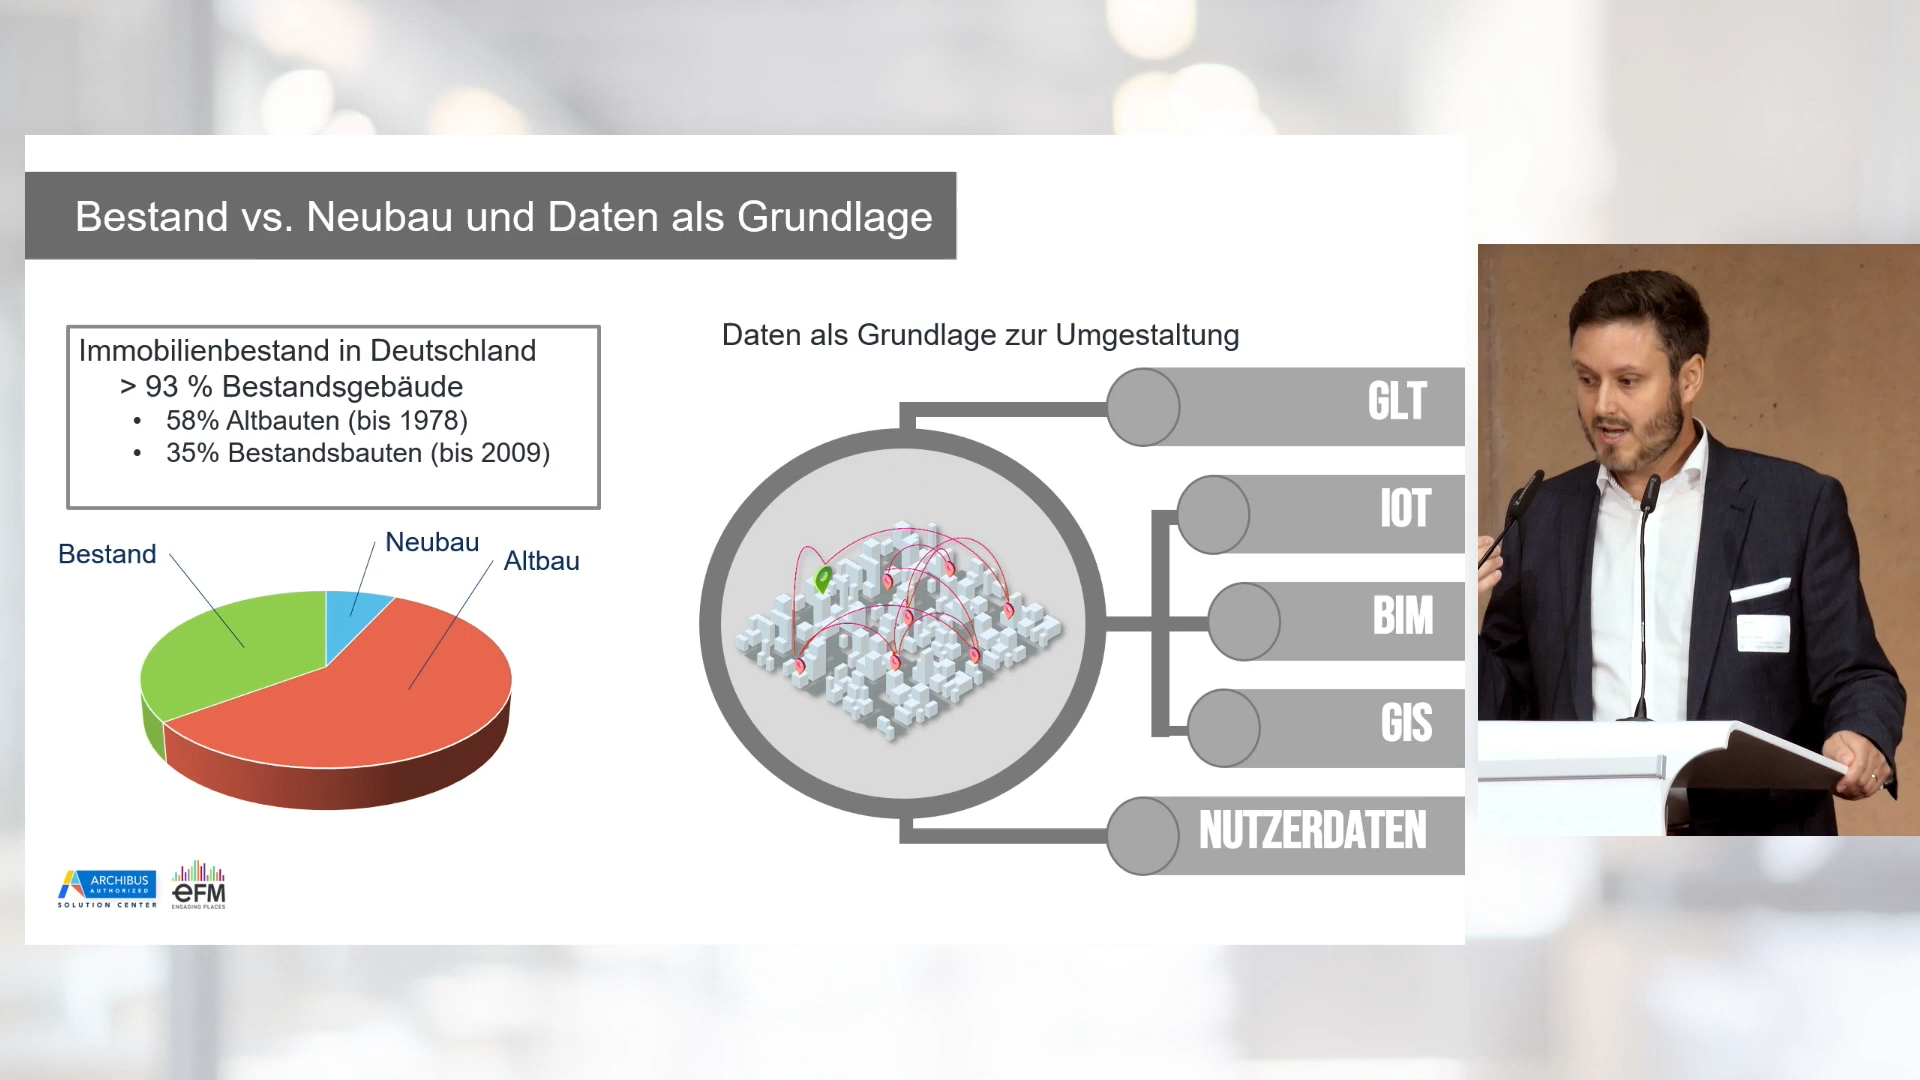 Bestand vs. Neubau und Daten als Grundlage
Immobilienbestand in Deutschland
> 93 % Bestandsgebäude
• 58% Altbauten (bis 1978)
• 35% Bestandsbauten (bis 2009)
Bestand
Neubau
Altbau
Daten als Grundlage zur Umgestaltung
GLT
IOT
BIM
GIS
NUTZERDATEN
ARCHIBUS
AUTHORIZED
SOLUTION CENTER
eFM
ENGAGING PLACES